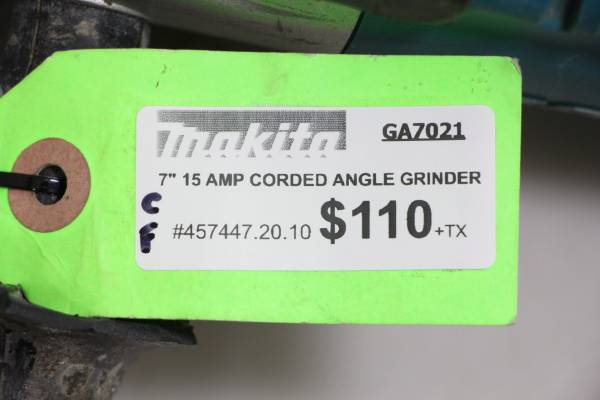 makita GA7021
7" 15 AMP CORDED ANGLE GRINDER
C
F
#457447.20.10 $110 +TX